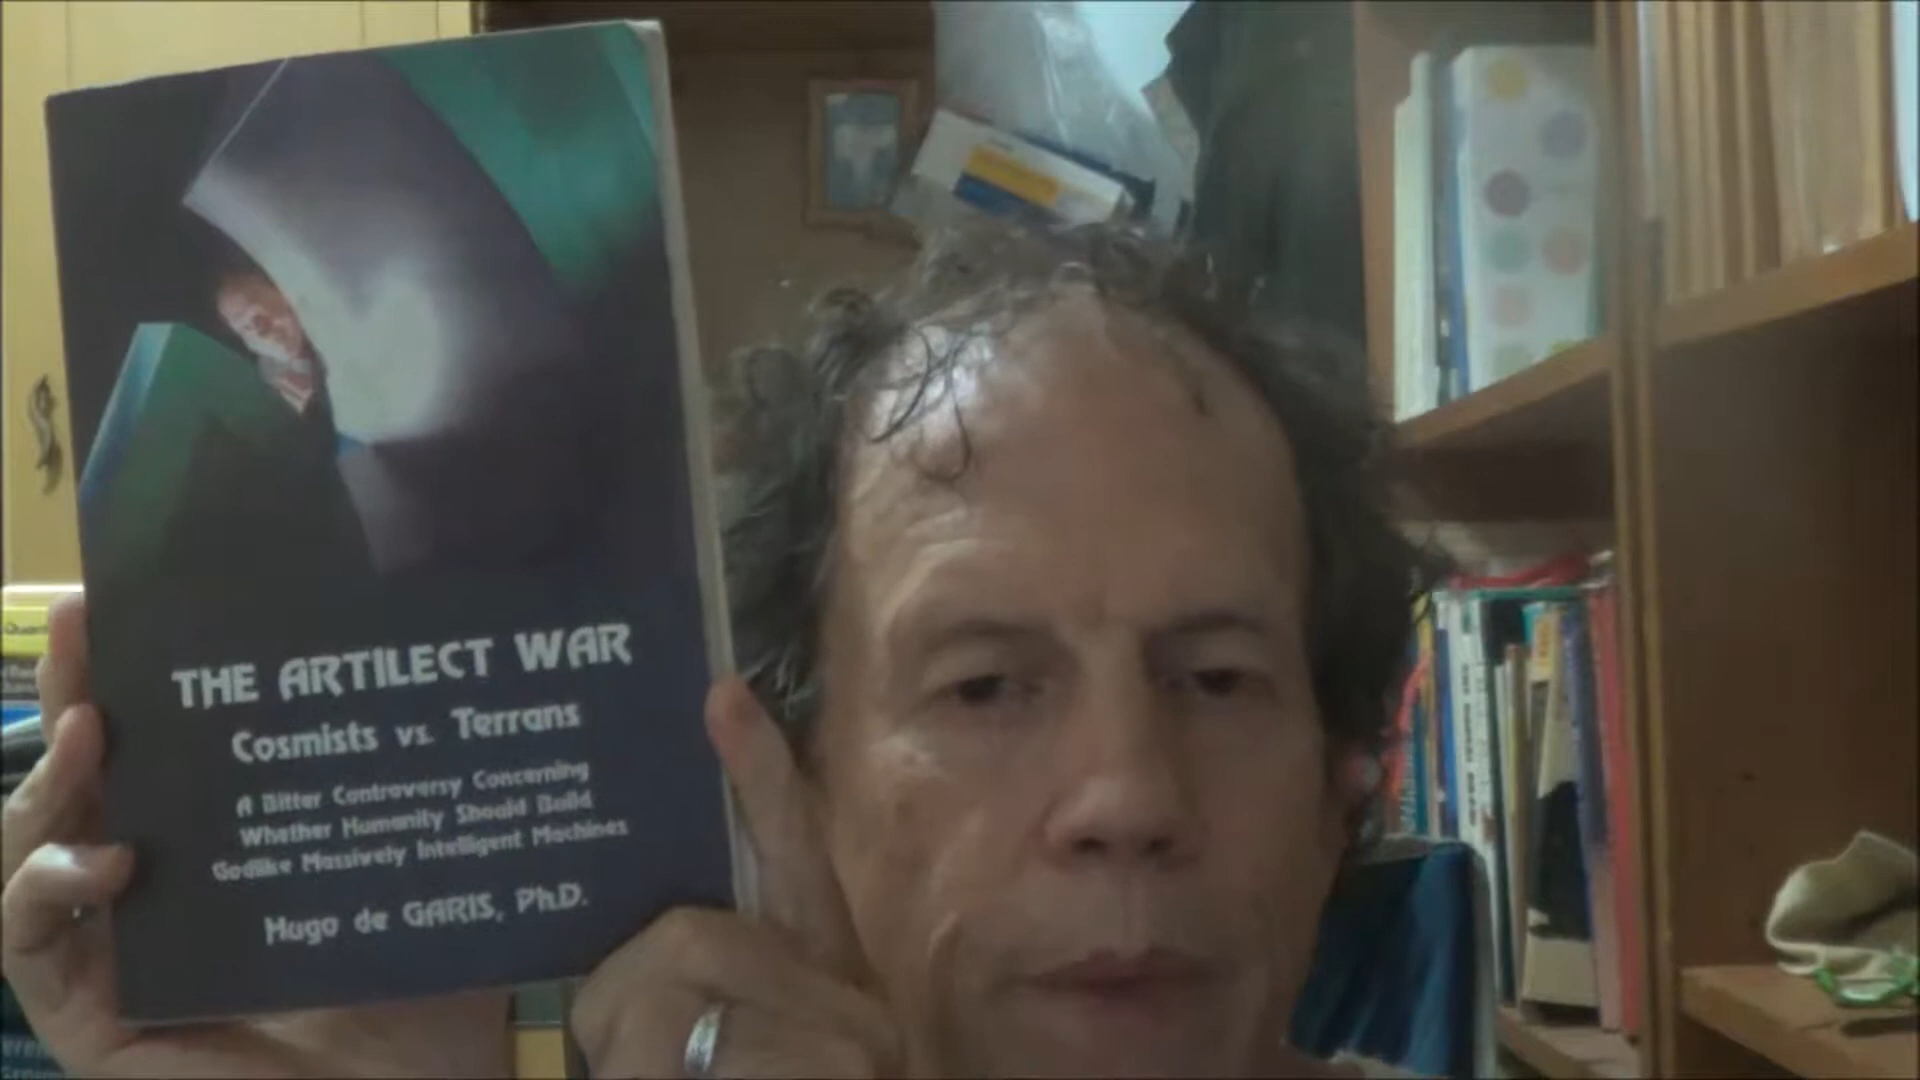 THE ARTILECT WAR
Cosmists vs. Terrans
A Bitter Controversy Concerning
Whether Humanity Should Build
Godlike Massively Intelligent Machines
Hugo de GARIS, Ph.D.